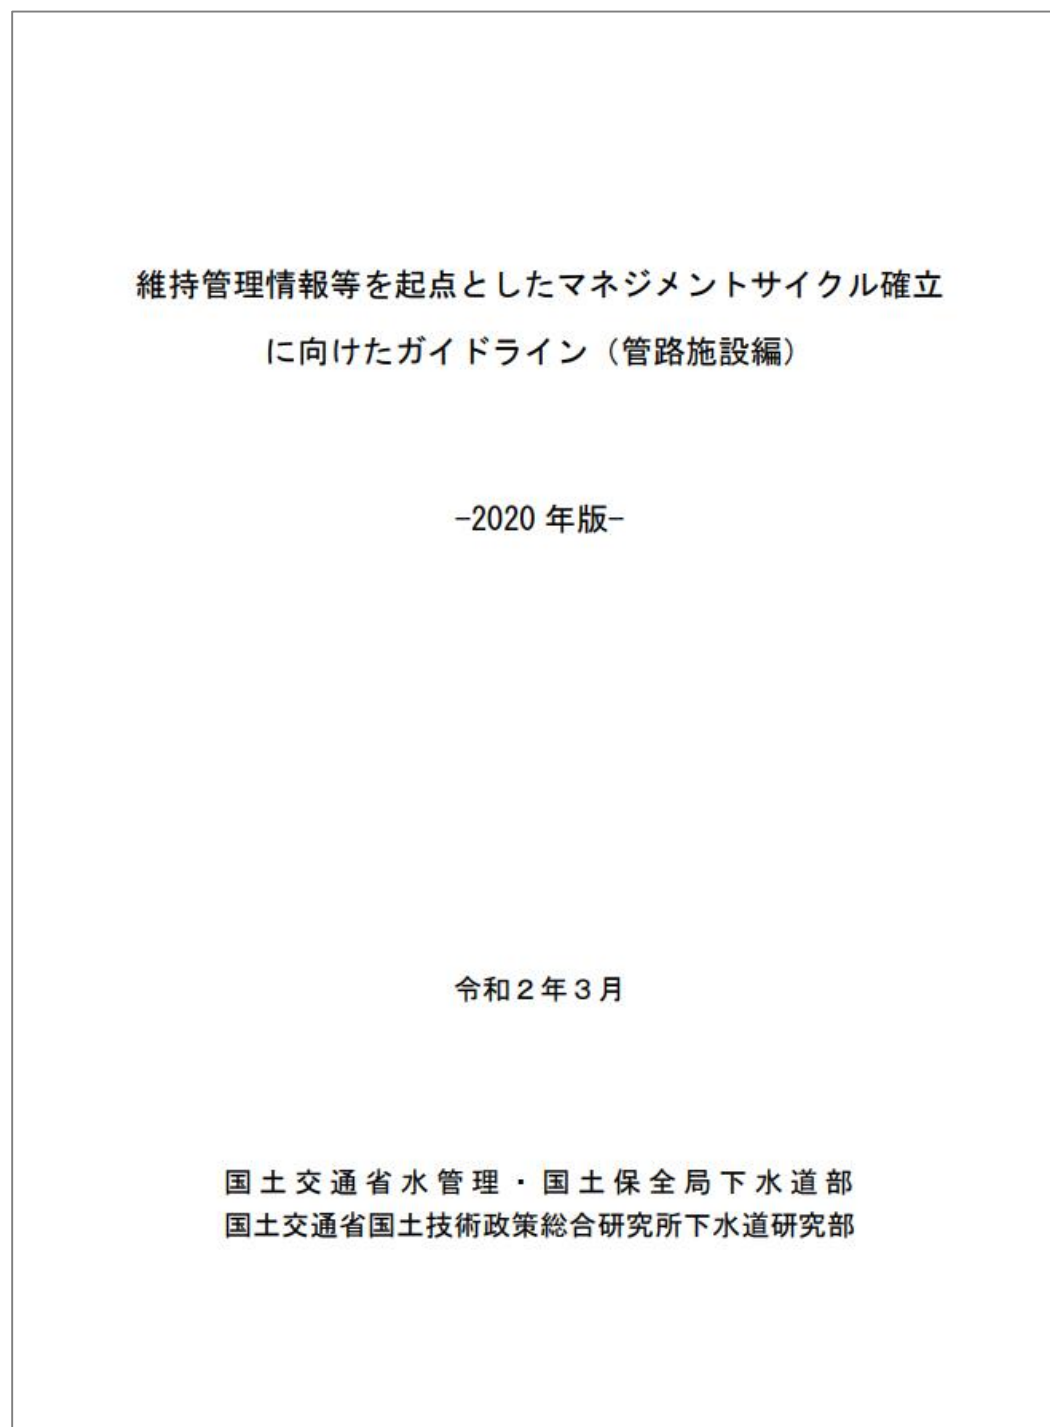 維持管理情報等を起点としたマネジメントサイクル確立
に向けたガイドライン（管路施設編）
-2020 年版-
令和２年３月
国土交通省水管理・国土保全局下水道部
国土交通省国土技術政策総合研究所下水道研究部